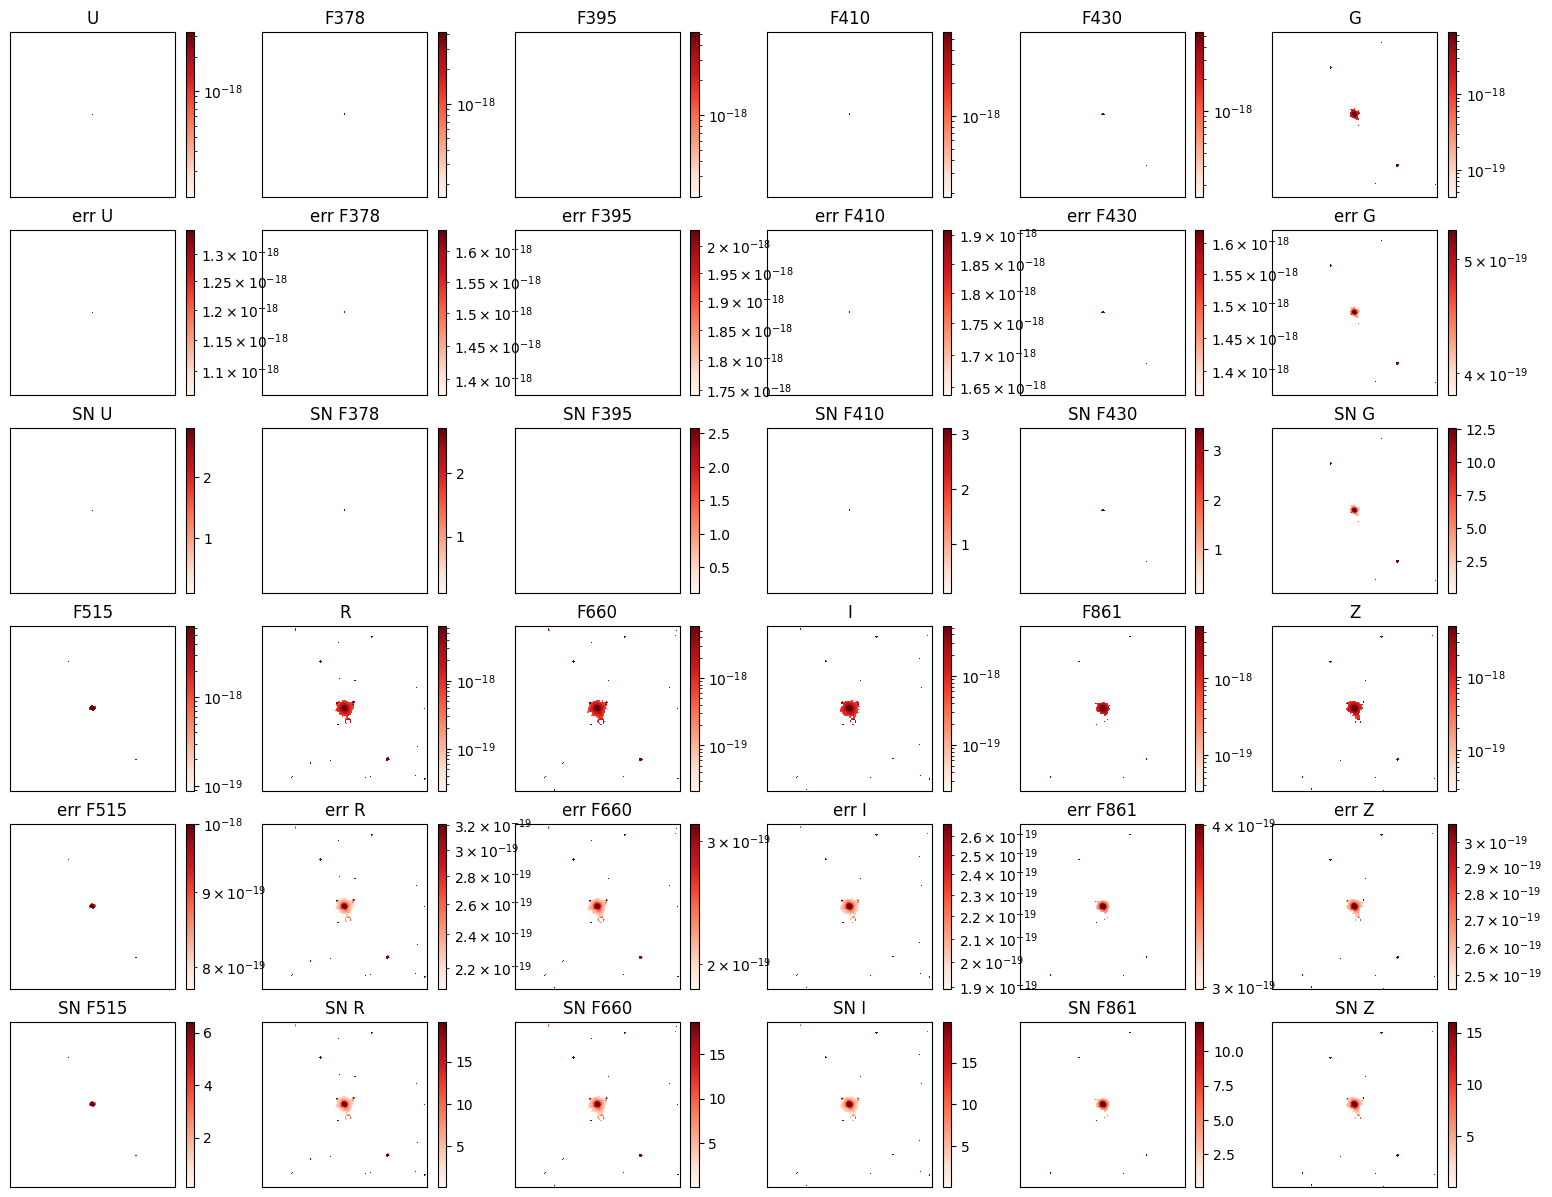 U F378 F395 F410 F430 G
10⁻¹⁸ 10⁻¹⁸ 10⁻¹⁸ 10⁻¹⁸ 10⁻¹⁸ 10⁻¹⁸
10⁻¹⁹
err U err F378 err F395 err F410 err F430 err G
1.3 × 10⁻¹⁸ 1.6 × 10⁻¹⁸ 2 × 10⁻¹⁸ 1.9 × 10⁻¹⁸ 1.6 × 10⁻¹⁸ 5 × 10⁻¹⁹
1.25 × 10⁻¹⁸ 1.55 × 10⁻¹⁸ 1.95 × 10⁻¹⁸ 1.85 × 10⁻¹⁸ 1.55 × 10⁻¹⁸
1.2 × 10⁻¹⁸ 1.5 × 10⁻¹⁸ 1.9 × 10⁻¹⁸ 1.8 × 10⁻¹⁸ 1.5 × 10⁻¹⁸
1.15 × 10⁻¹⁸ 1.45 × 10⁻¹⁸ 1.85 × 10⁻¹⁸ 1.75 × 10⁻¹⁸ 1.45 × 10⁻¹⁸
1.1 × 10⁻¹⁸ 1.4 × 10⁻¹⁸ 1.8 × 10⁻¹⁸ 1.7 × 10⁻¹⁸ 1.4 × 10⁻¹⁸ 4 × 10⁻¹⁹
1.75 × 10⁻¹⁸ 1.65 × 10⁻¹⁸
SN U SN F378 SN F395 SN F410 SN F430 SN G
2 2 2.5 3 3 12.5
1 1 2.0 2 2 10.0
1.5 1 1 7.5
1.0 5.0
0.5 2.5
F515 R F660 I F861 Z
10⁻¹⁸ 10⁻¹⁸ 10⁻¹⁸ 10⁻¹⁸ 10⁻¹⁸ 10⁻¹⁸
10⁻¹⁹ 10⁻¹⁹ 10⁻¹⁹ 10⁻¹⁹ 10⁻¹⁹ 10⁻¹⁹
err F515 err R err F660 err I err F861 err Z
10⁻¹⁸ 3.2 × 10⁻¹⁹ 3 × 10⁻¹⁹ 2.6 × 10⁻¹⁹ 4 × 10⁻¹⁹ 3 × 10⁻¹⁹
9 × 10⁻¹⁹ 3 × 10⁻¹⁹ 2 × 10⁻¹⁹ 2.5 × 10⁻¹⁹ 3 × 10⁻¹⁹ 2.9 × 10⁻¹⁹
8 × 10⁻¹⁹ 2.8 × 10⁻¹⁹ 2.4 × 10⁻¹⁹ 2.8 × 10⁻¹⁹
2.6 × 10⁻¹⁹ 2.3 × 10⁻¹⁹ 2.7 × 10⁻¹⁹
2.4 × 10⁻¹⁹ 2.2 × 10⁻¹⁹ 2.6 × 10⁻¹⁹
2.2 × 10⁻¹⁹ 2.1 × 10⁻¹⁹ 2.5 × 10⁻¹⁹
2 × 10⁻¹⁹
1.9 × 10⁻¹⁹
SN F515 SN R SN F660 SN I SN F861 SN Z
6 15 15 15 10.0 15
4 10 10 10 7.5 10
2 5 5 5 5.0 5
2.5